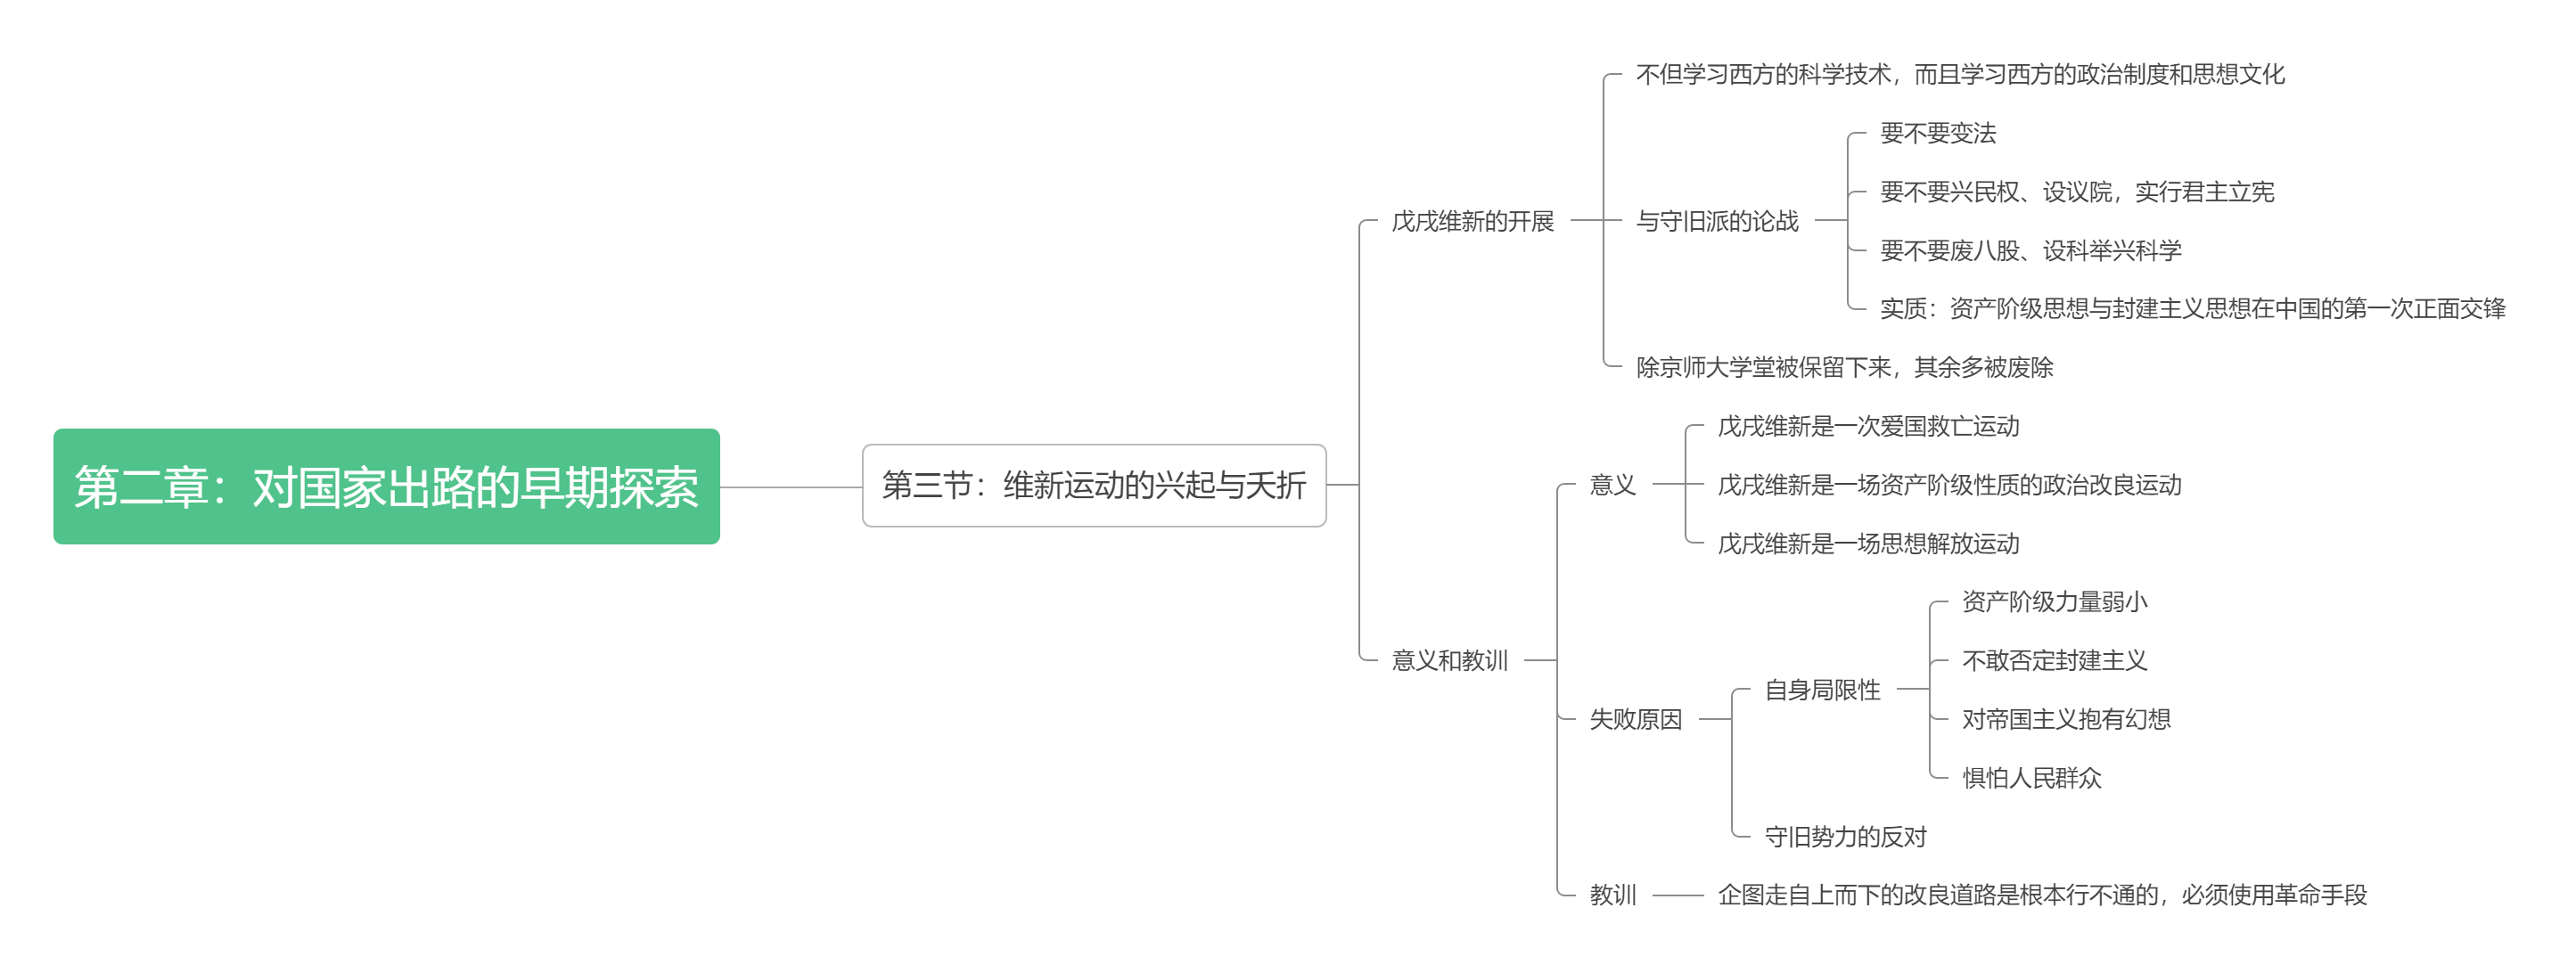 第二章：对国家出路的早期探索
第三节：维新运动的兴起与夭折
戊戌维新的开展
不但学习西方的科学技术，而且学习西方的政治制度和思想文化
与守旧派的论战
要不要变法
要不要兴民权、设议院，实行君主立宪
要不要废八股、设科举兴科学
实质：资产阶级思想与封建主义思想在中国的第一次正面交锋
除京师大学堂被保留下来，其余多被废除
意义和教训
意义
戊戌维新是一次爱国救亡运动
戊戌维新是一场资产阶级性质的政治改良运动
戊戌维新是一场思想解放运动
失败原因
自身局限性
资产阶级力量弱小
不敢否定封建主义
对帝国主义抱有幻想
惧怕人民群众
守旧势力的反对
教训
企图走自上而下的改良道路是根本行不通的，必须使用革命手段